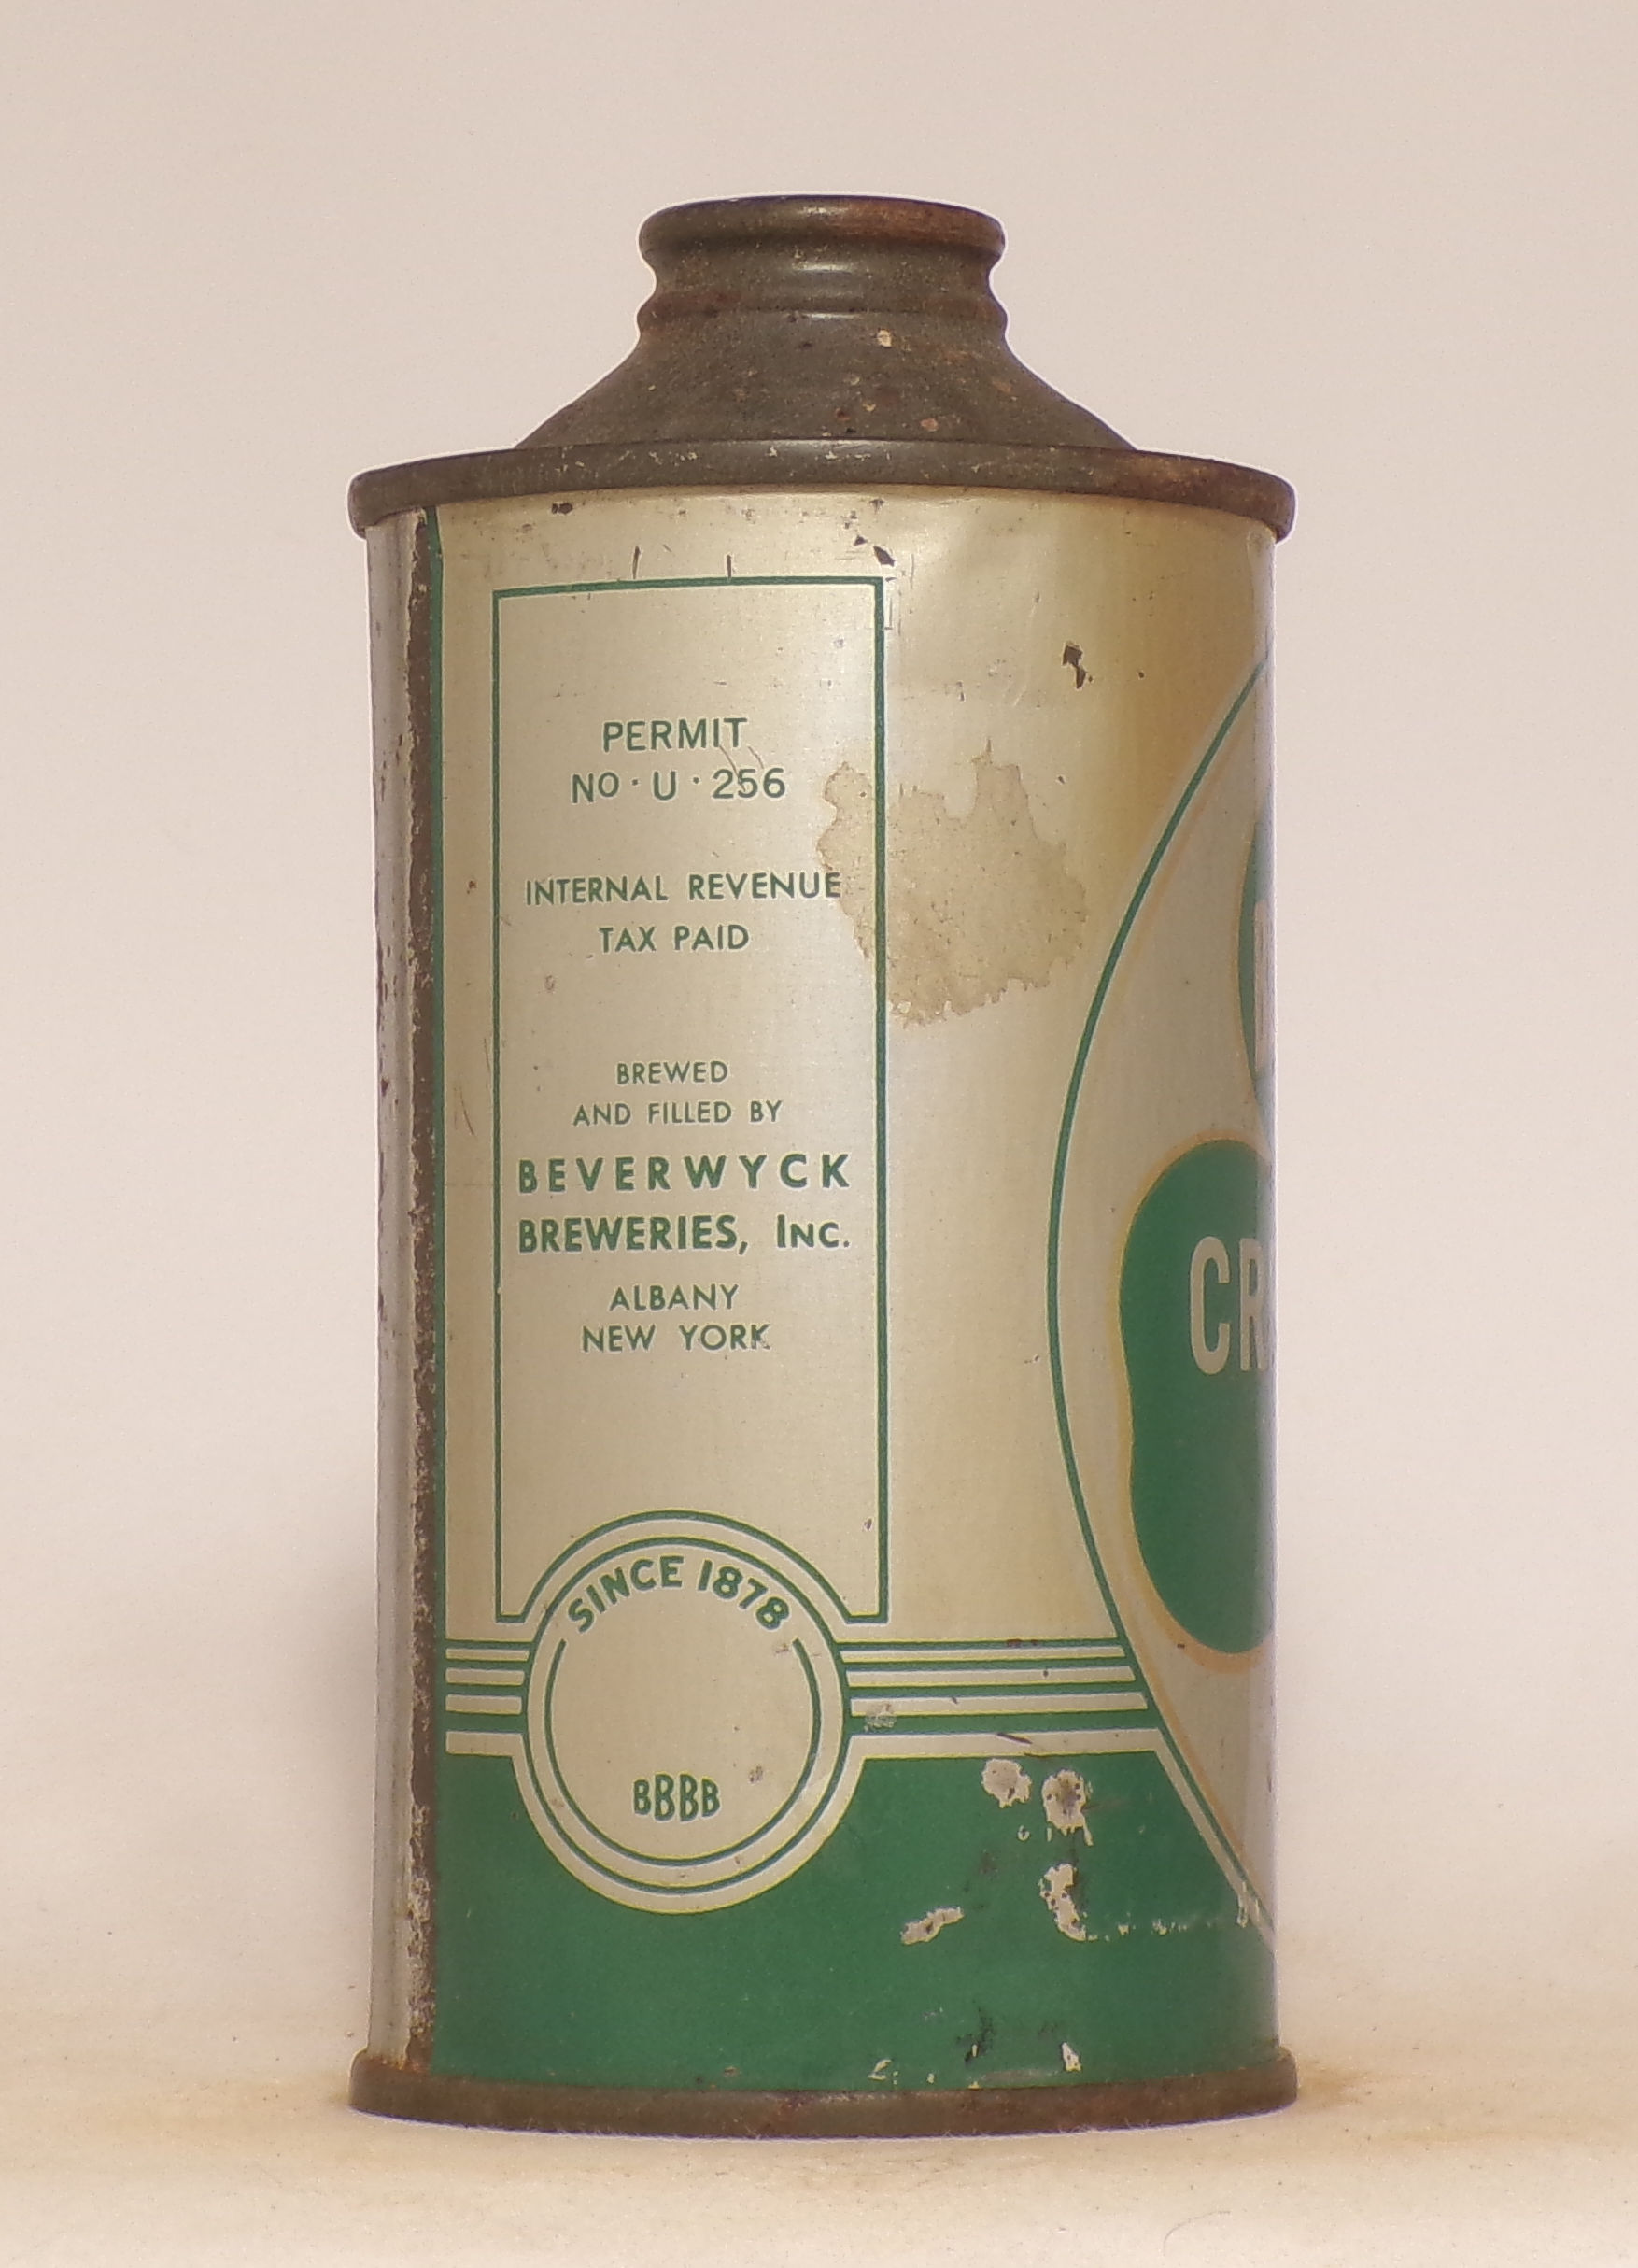 PERMIT
NO · U · 256
INTERNAL REVENUE
TAX PAID
BREWED
AND FILLED BY
BEVERWYCK
BREWERIES, INC.
ALBANY
NEW YORK
SINCE 1878
BBBB